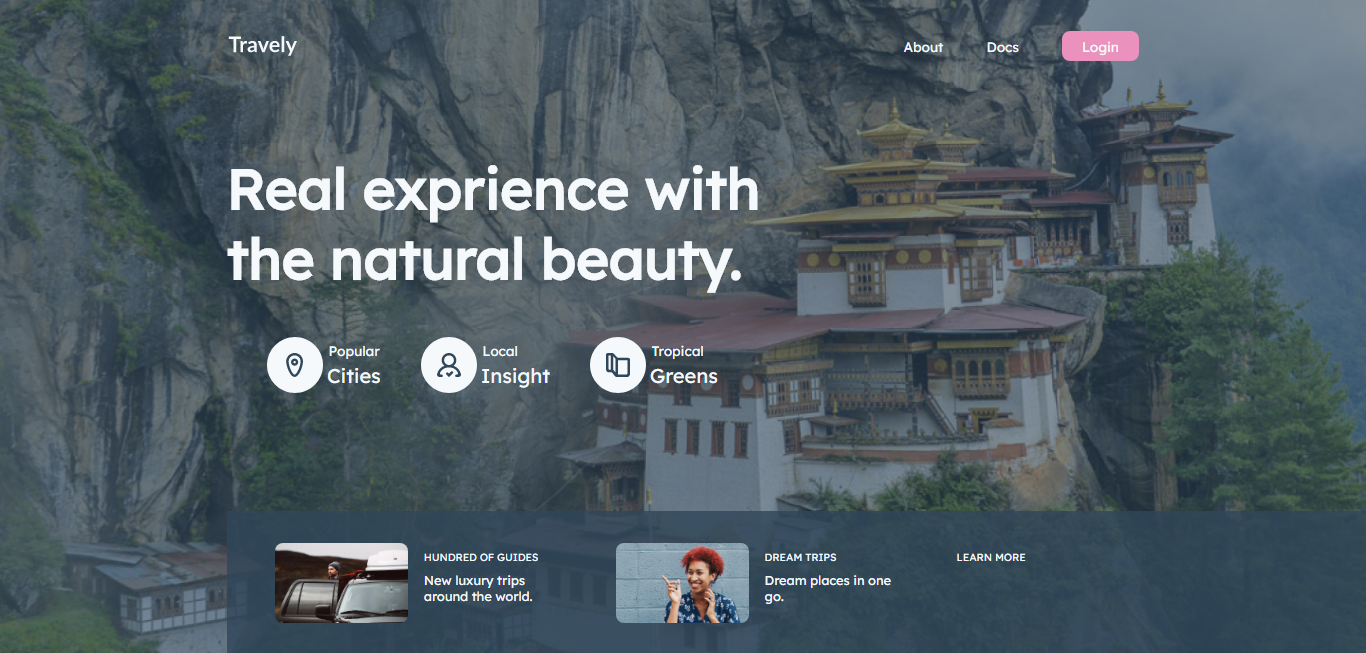 Travely
About
Docs
Login
Real exprience with
the natural beauty.
Popular
Cities
Local
Insight
Tropical
Greens
HUNDRED OF GUIDES
New luxury trips
around the world.
DREAM TRIPS
Dream places in one
go.
LEARN MORE